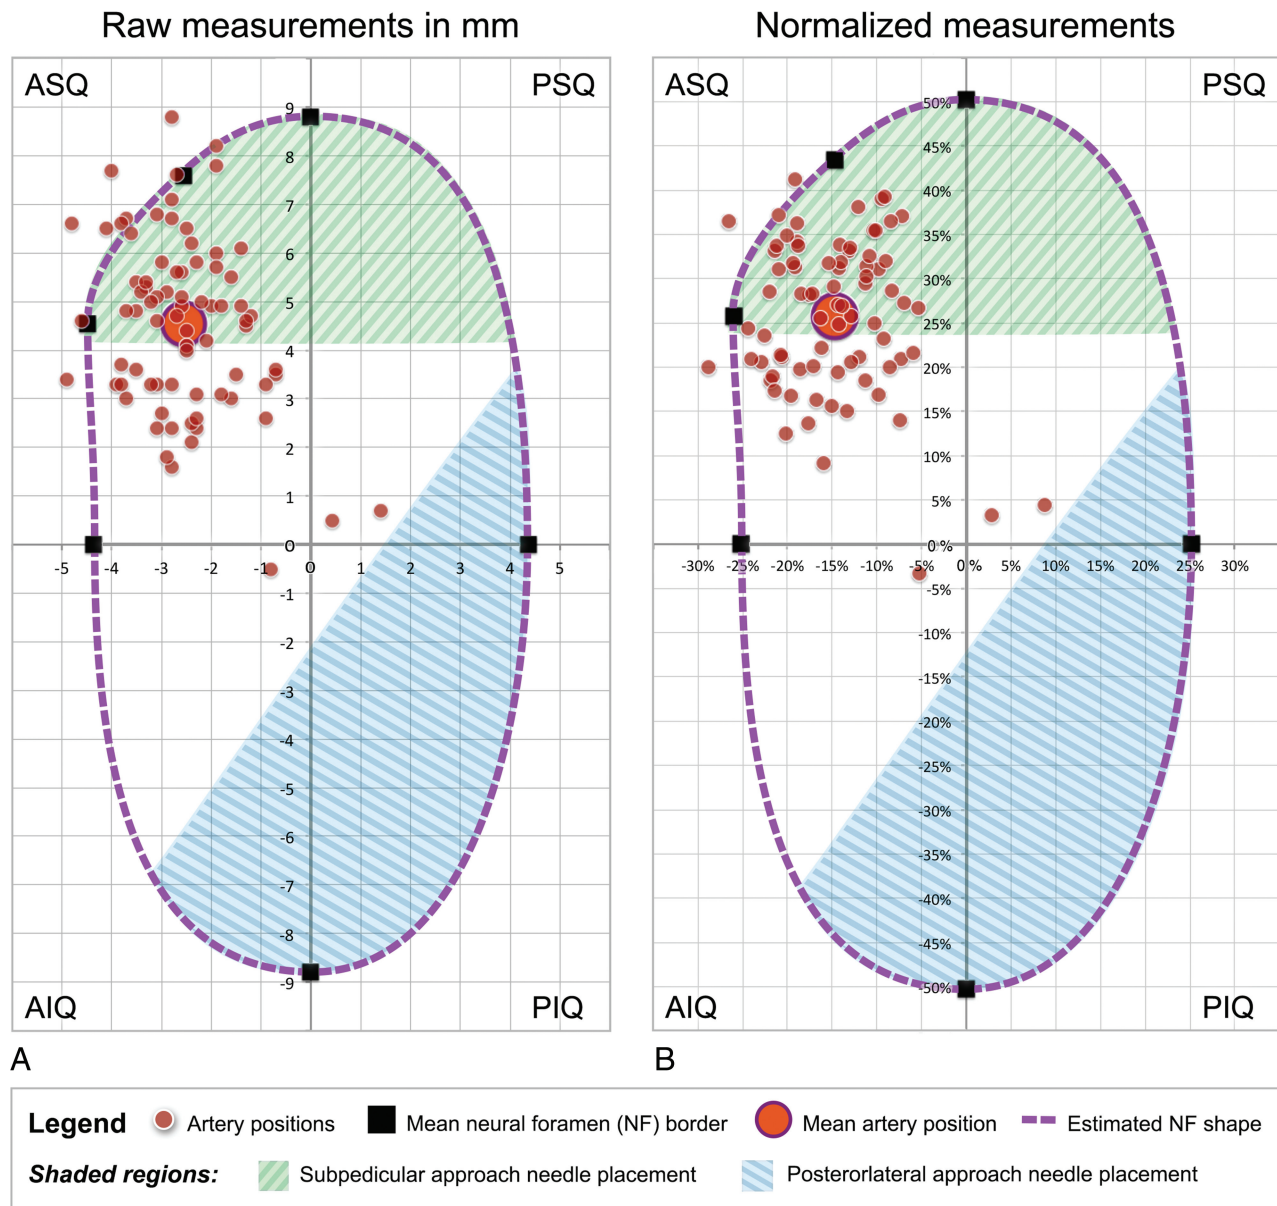 Raw measurements in mm
Normalized measurements
ASQ
PSQ
ASQ
PSQ
9
8
7
6
5
4
3
2
1
0
-1
-2
-3
-4
-5
-6
-7
-8
-9
-5 -4 -3 -2 -1 0 1 2 3 4 5
50%
45%
40%
35%
30%
25%
20%
15%
10%
5%
0%
-5%
-10%
-15%
-20%
-25%
-30%
-35%
-40%
-45%
-50%
-30% -25% -20% -15% -10% -5% 0% 5% 10% 15% 20% 25% 30%
AIQ
PIQ
AIQ
PIQ
A
B
Legend Artery positions Mean neural foramen (NF) border Mean artery position Estimated NF shape
Shaded regions: Subpedicular approach needle placement Posterorlateral approach needle placement